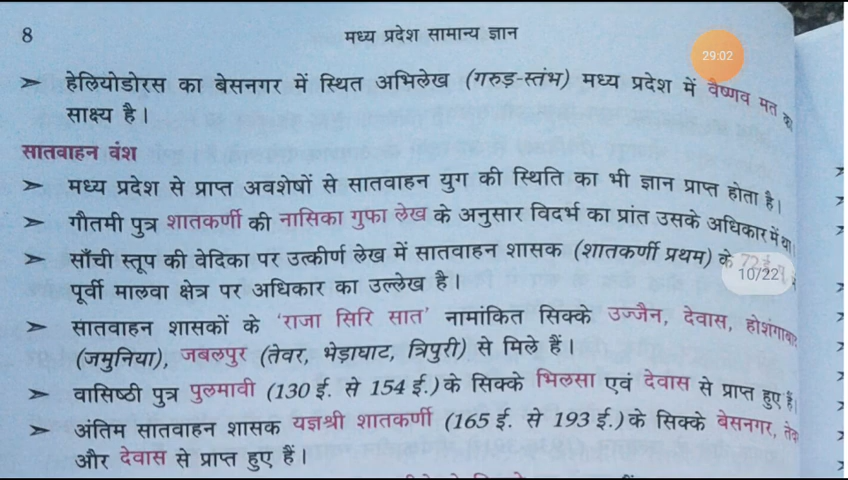 8
मध्य प्रदेश सामान्य ज्ञान
29:02
➤ हेलियोडोरस का बेसनगर में स्थित अभिलेख (गरुड़-स्तंभ) मध्य प्रदेश में वैष्णव मत का
साक्ष्य है।
सातवाहन वंश
➤ मध्य प्रदेश से प्राप्त अवशेषों से सातवाहन युग की स्थिति का भी ज्ञान प्राप्त होता है।
➤ गौतमी पुत्र शातकर्णी की नासिका गुफा लेख के अनुसार विदर्भ का प्रांत उसके अधिकार में था।
➤ साँची स्तूप की वेदिका पर उत्कीर्ण लेख में सातवाहन शासक (शातकर्णी प्रथम) के
10/22
पूर्वी मालवा क्षेत्र पर अधिकार का उल्लेख है।
➤ सातवाहन शासकों के 'राजा सिरि सात' नामांकित सिक्के उज्जैन, देवास, होशंगाबाद
(जमुनिया), जबलपुर (तेवर, भेड़ाघाट, त्रिपुरी) से मिले हैं।
➤ वासिष्ठी पुत्र पुलमावी (130 ई. से 154 ई.) के सिक्के भिलसा एवं देवास से प्राप्त हुए हैं।
➤ अंतिम सातवाहन शासक यज्ञश्री शातकर्णी (165 ई. से 193 ई.) के सिक्के बेसनगर,
और देवास से प्राप्त हुए हैं।